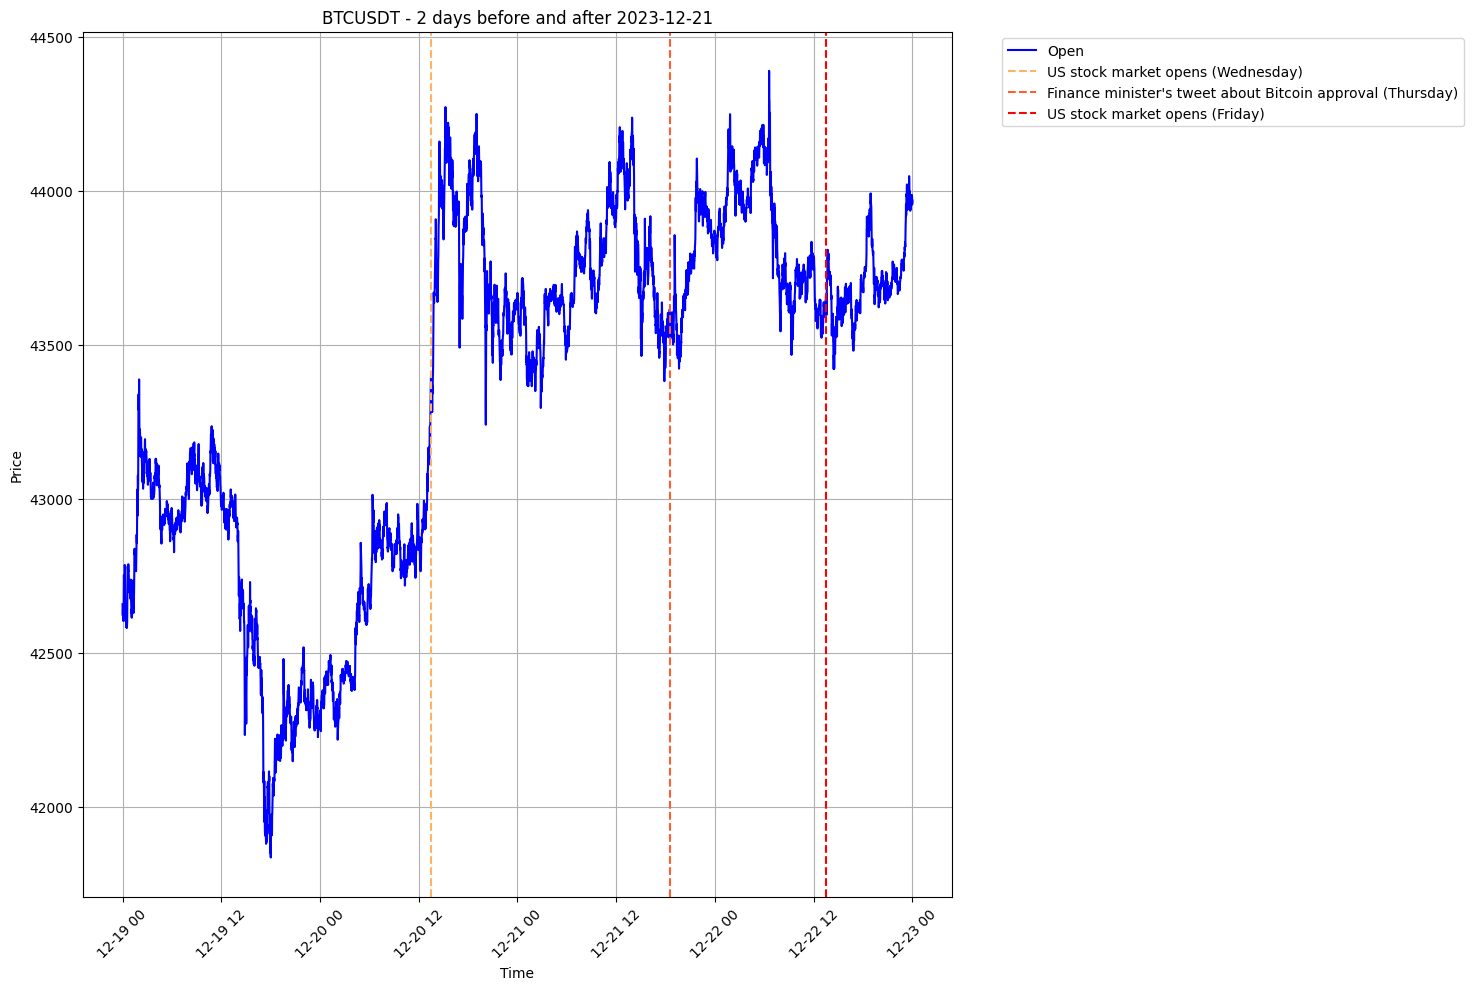 BTCUSDT - 2 days before and after 2023-12-21
44500
44000
43500
43000
42500
42000
Price
12-19 00
12-19 12
12-20 00
12-20 12
12-21 00
12-21 12
12-22 00
12-22 12
12-23 00
Time
Open
US stock market opens (Wednesday)
Finance minister's tweet about Bitcoin approval (Thursday)
US stock market opens (Friday)